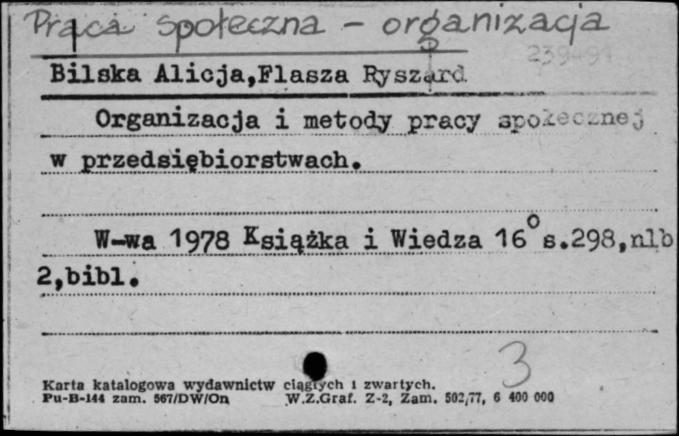 Praca społeczna - organizacja
239491
Bilska Alicja,Flasza Ryszard
Organizacja i metody pracy społecznej
w przedsiębiorstwach.
W-wa 1978 Książka i Wiedza 16° s.298,nlb
2,bibl.
3
Karta katalogowa wydawnictw ciągłych i zwartych.
Pu-B-144 zam. 567/DW/On W.Z.Graf. Z-2, Zam. 502/77, 6 400 000